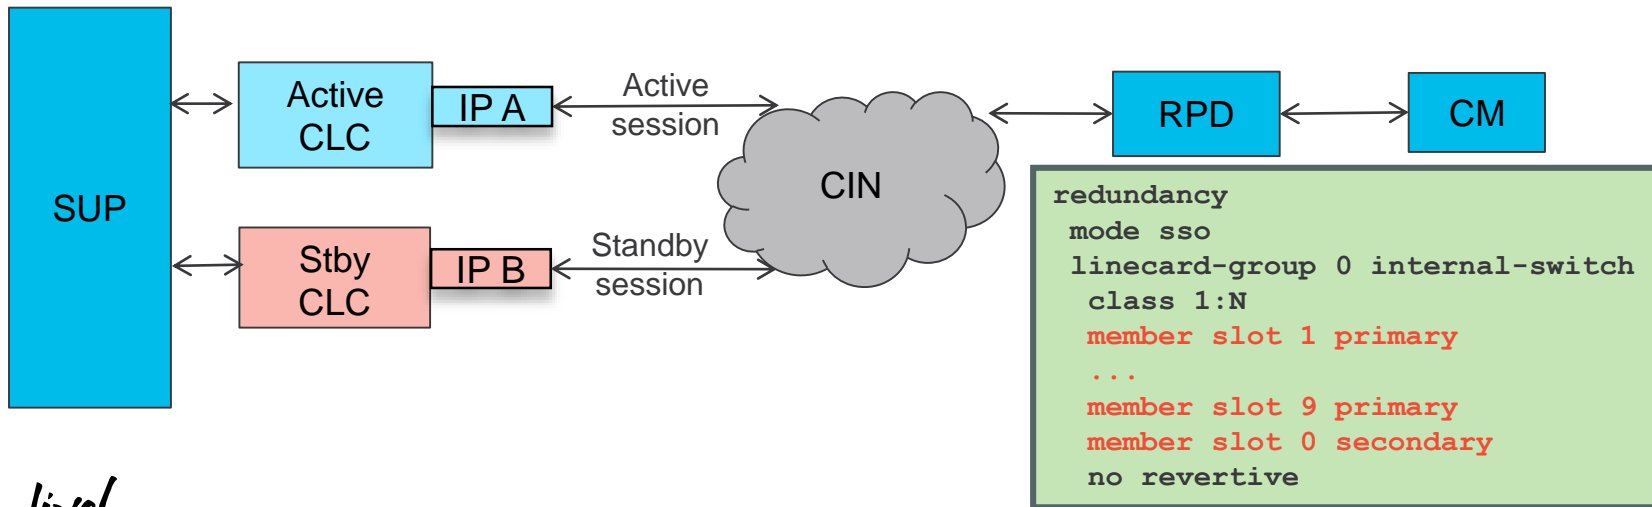 SUP
Active
CLC
IP A
Active
session
Stby
CLC
IP B
Standby
session
CIN
RPD
CM
redundancy
mode sso
linecard-group 0 internal-switch
class 1:N
member slot 1 primary
...
member slot 9 primary
member slot 0 secondary
no revertive